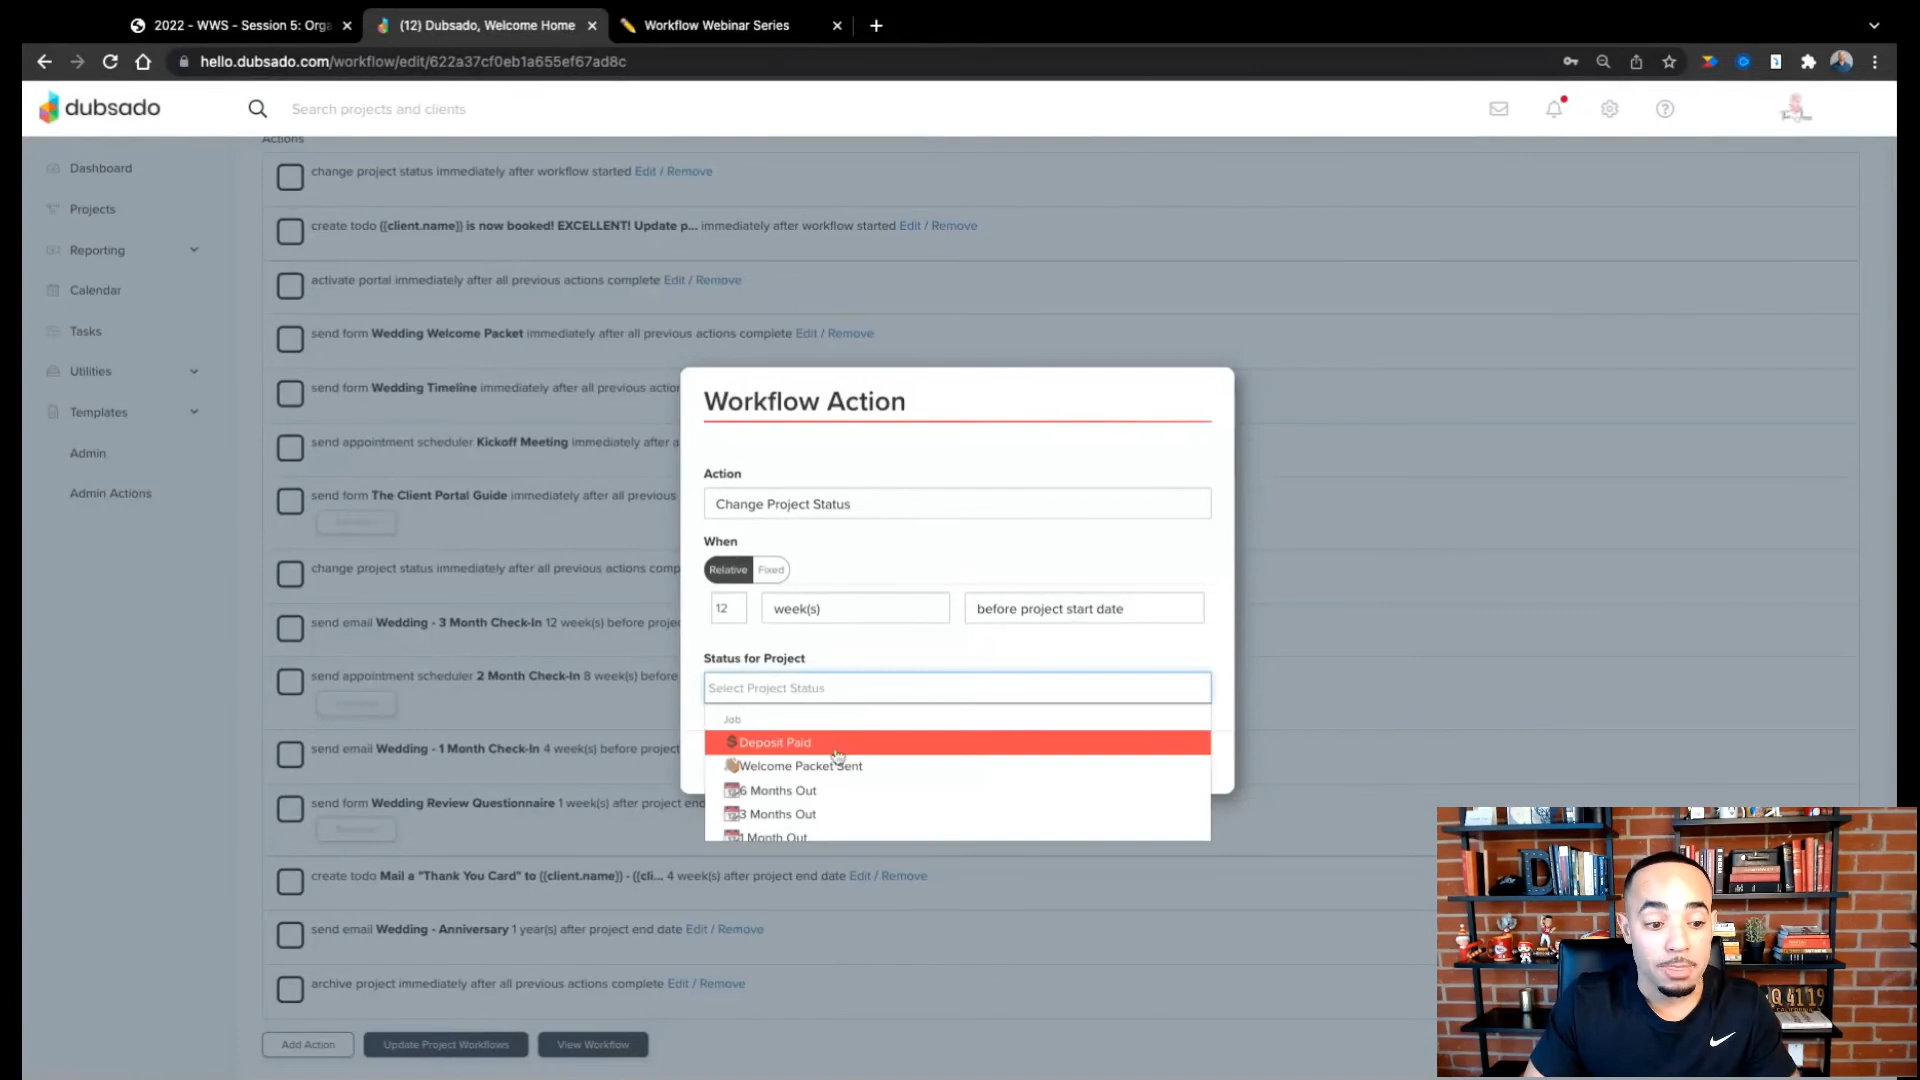 2022 - WWS - Session 5: Orga
(12) Dubsado, Welcome Home
Workflow Webinar Series
hello.dubsado.com/workflow/edit/622a37cf0eb1a655ef67ad8c
dubsado
Search projects and clients
Actions
Dashboard
Projects
Reporting
Calendar
Tasks
Utilities
Templates
Admin
Admin Actions
change project status immediately after workflow started Edit / Remove
create todo {{client.name}} is now booked! EXCELLENT! Update p... immediately after workflow started Edit / Remove
activate portal immediately after all previous actions complete Edit / Remove
send form Wedding Welcome Packet immediately after all previous actions complete Edit / Remove
send form Wedding Timeline immediately after all previous action
send appointment scheduler Kickoff Meeting immediately after a
send form The Client Portal Guide immediately after all previous
change project status immediately after all previous actions comp
send email Wedding - 3 Month Check-In 12 week(s) before proje
send appointment scheduler 2 Month Check-In 8 week(s) before
send email Wedding - 1 Month Check-In 4 week(s) before project
send form Wedding Review Questionnaire 1 week(s) after project end
create todo Mail a "Thank You Card" to {{client.name}} - {{cli... 4 week(s) after project end date Edit / Remove
send email Wedding - Anniversary 1 year(s) after project end date Edit / Remove
archive project immediately after all previous actions complete Edit / Remove
Add Action
Update Project Workflows
View Workflow
Workflow Action
Action
Change Project Status
When
Relative Fixed
12 week(s) before project start date
Status for Project
Select Project Status
Job
Deposit Paid
Welcome Packet Sent
6 Months Out
3 Months Out
1 Month Out
D
Q 41 19